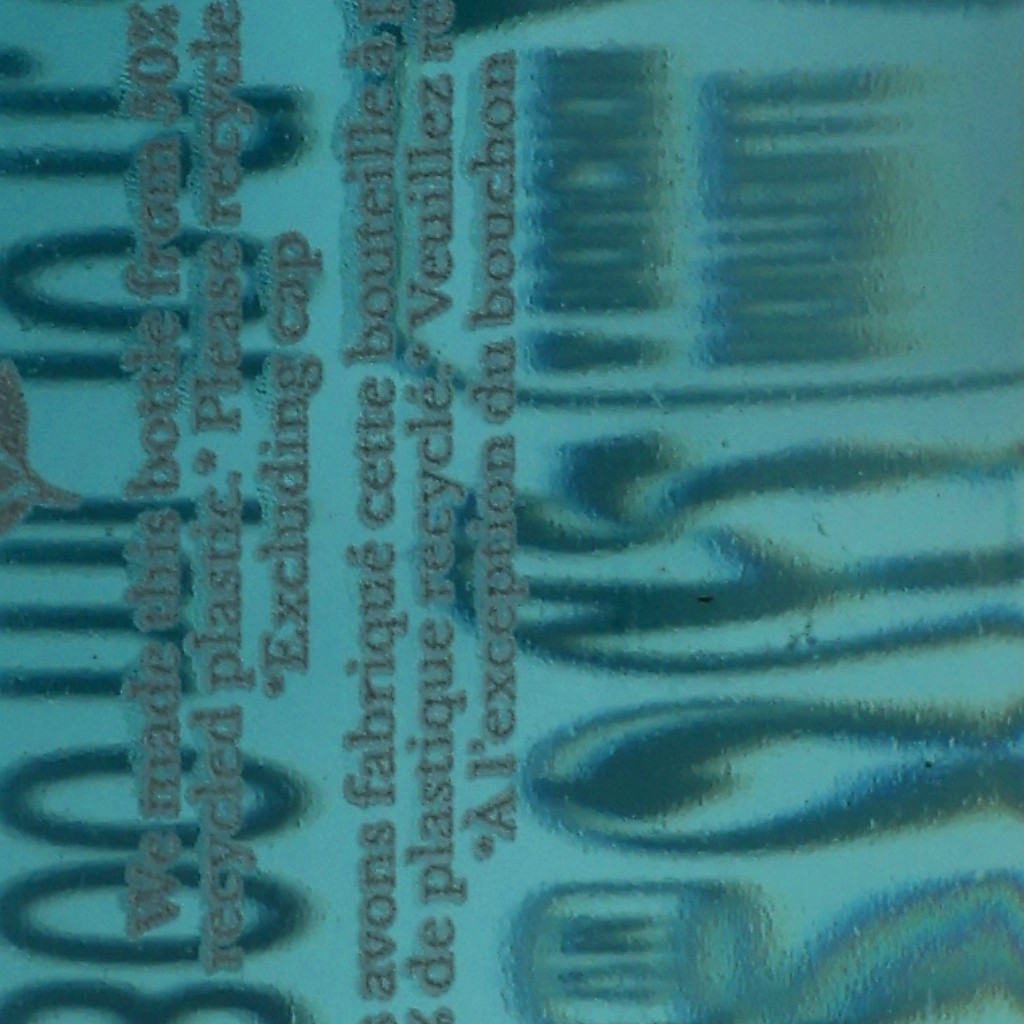 We made this bottle from 50%
recycled plastic.* Please recycle
*Excluding cap
avons fabriqué cette bouteille à
% de plastique recyclé.* Veuillez re
*À l'exception du bouchon